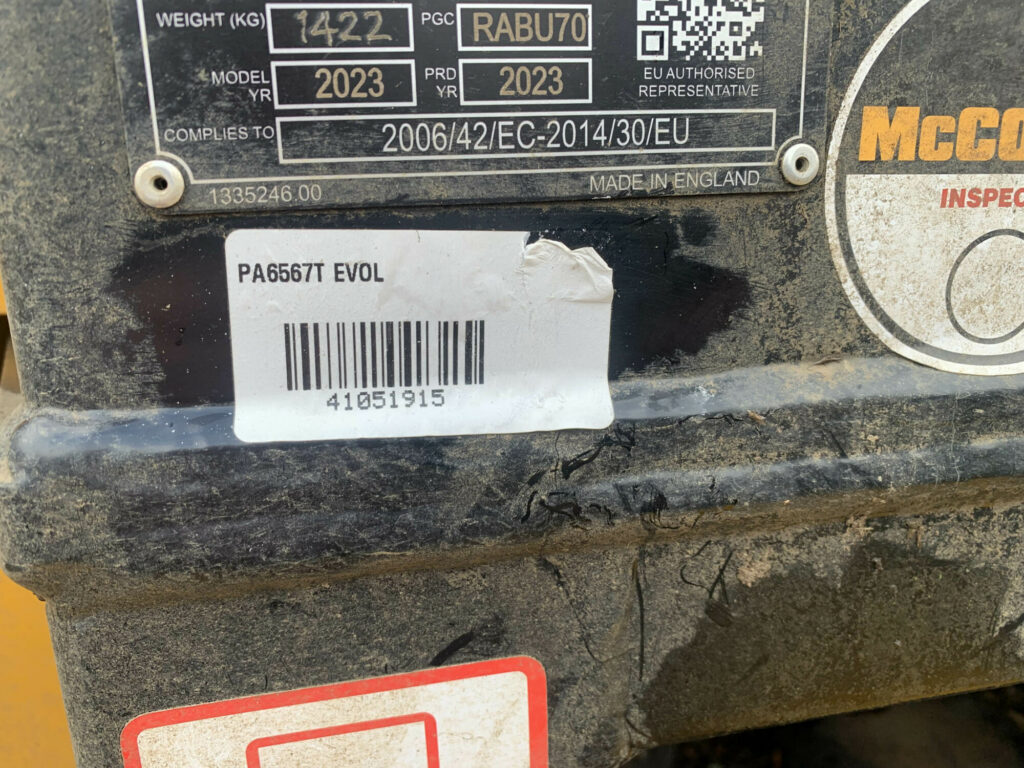 WEIGHT (KG) 1422 PGC RABU70
MODEL YR 2023 PRD YR 2023
EU AUTHORISED
REPRESENTATIVE
COMPLIES TO 2006/42/EC-2014/30/EU
1335246.00 MADE IN ENGLAND
McCo
INSPEC
PA6567T EVOL
41051915